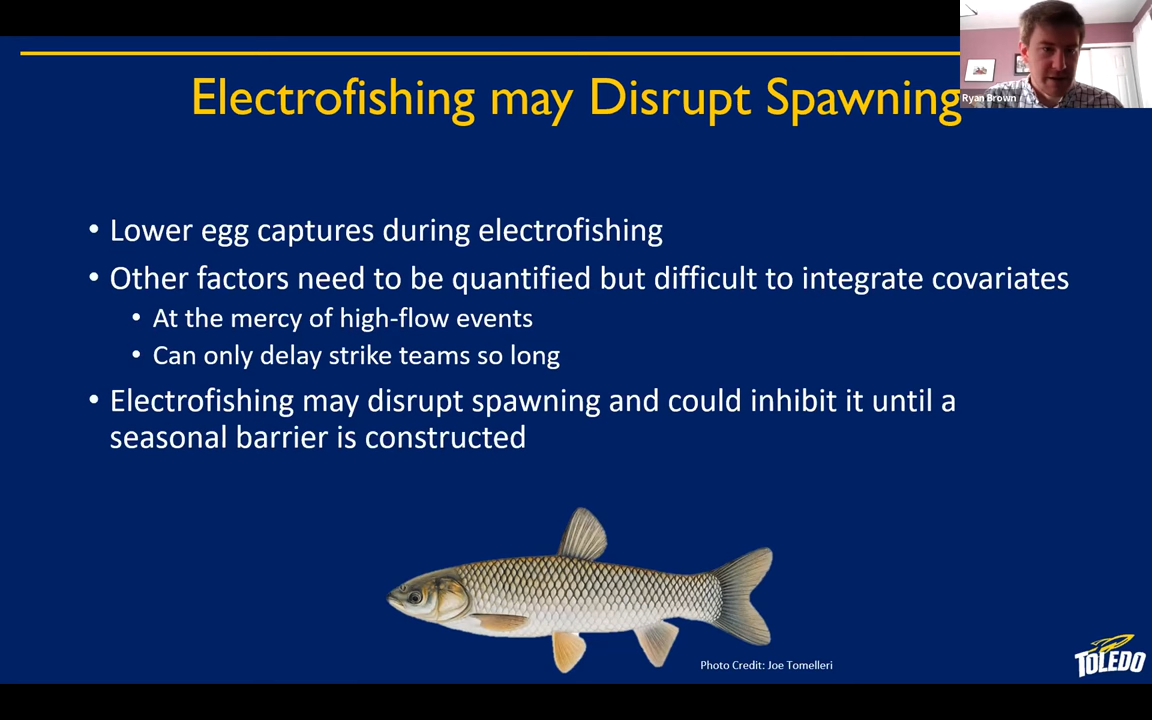 Electrofishing may Disrupt Spawning
Ryan Brown
• Lower egg captures during electrofishing
• Other factors need to be quantified but difficult to integrate covariates
• At the mercy of high-flow events
• Can only delay strike teams so long
• Electrofishing may disrupt spawning and could inhibit it until a
seasonal barrier is constructed
Photo Credit: Joe Tomelleri
TOLEDO